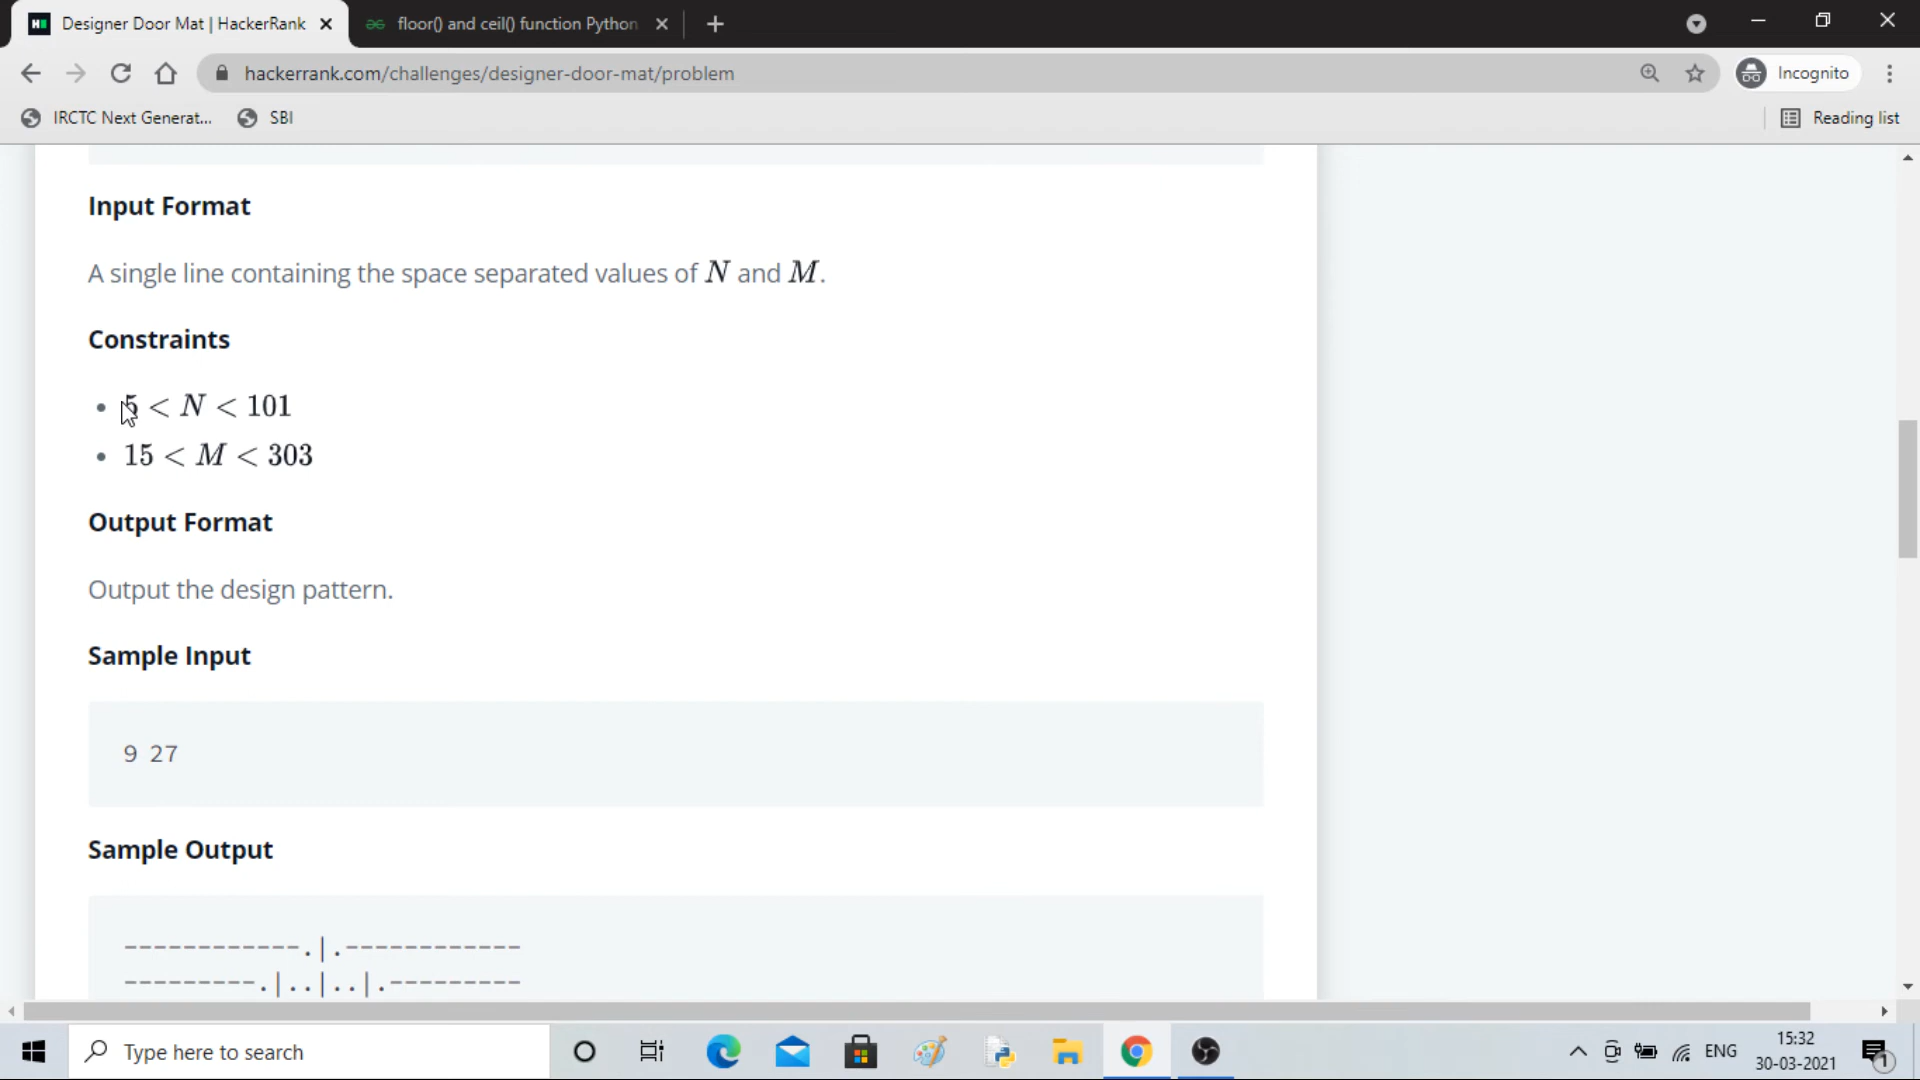 Designer Door Mat | HackerRank
floor() and ceil() function Python
hackerrank.com/challenges/designer-door-mat/problem
Incognito
IRCTC Next Generat...
SBI
Reading list
Input Format
A single line containing the space separated values of N and M.
Constraints
5 < N < 101
15 < M < 303
Output Format
Output the design pattern.
Sample Input
9 27
Sample Output
------------.|.------------
---------.|..|..|.---------
Type here to search
ENG
15:32
30-03-2021
1